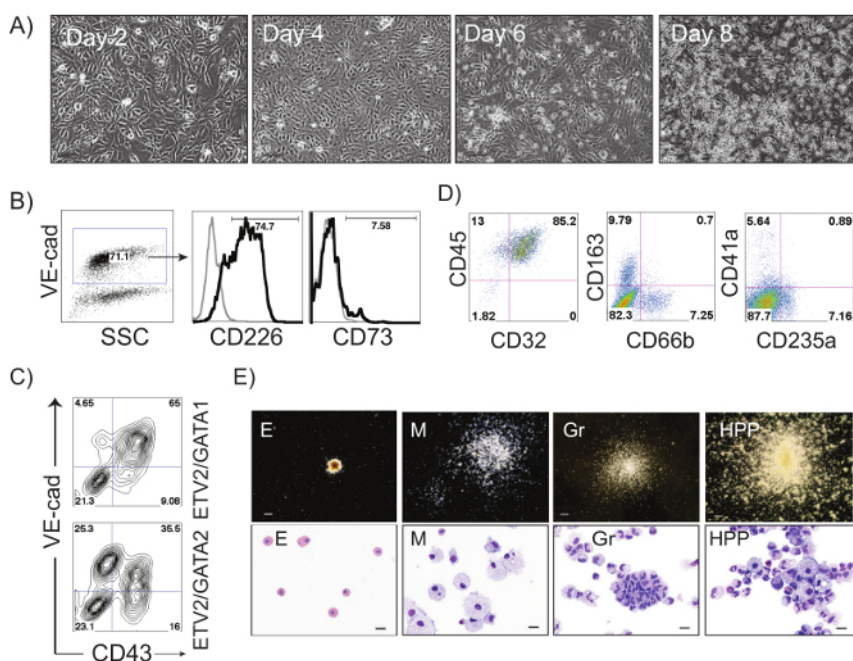 A)
Day 2
Day 4
Day 6
Day 8
B)
VE-cad
71.1
SSC
74.7
CD226
7.58
CD73
D)
CD45
13
85.2
1.82
0
CD32
CD163
9.79
0.7
82.3
7.25
CD66b
CD41a
5.64
0.89
87.7
7.16
CD235a
C)
VE-cad
4.65
65
21.3
9.08
ETV2/GATA1
25.3
36.5
23.1
16
ETV2/GATA2
CD43
E)
E
M
Gr
HPP
E
M
Gr
HPP